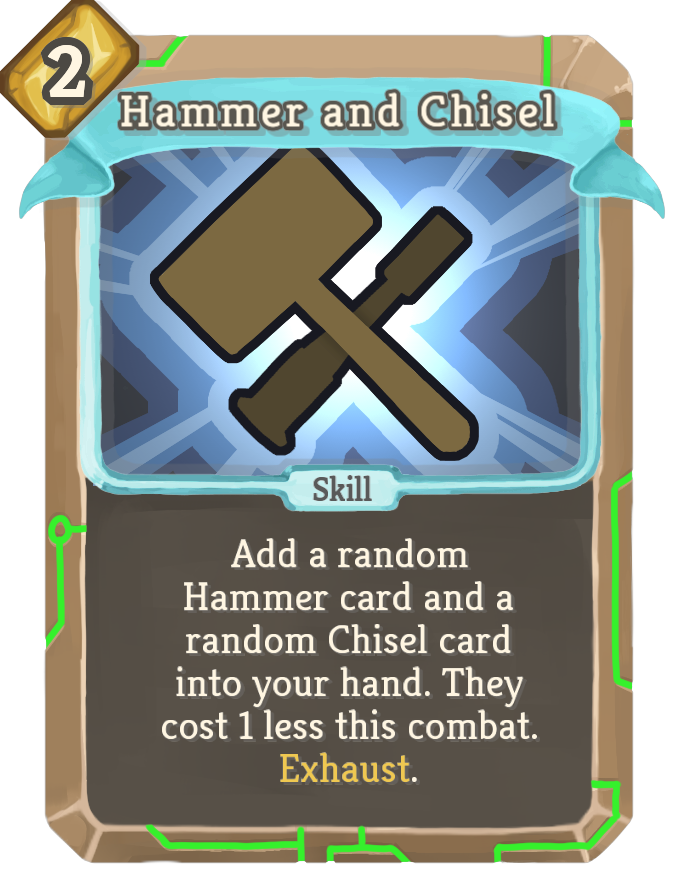 2
Hammer and Chisel
Skill
Add a random
Hammer card and a
random Chisel card
into your hand. They
cost 1 less this combat.
Exhaust.